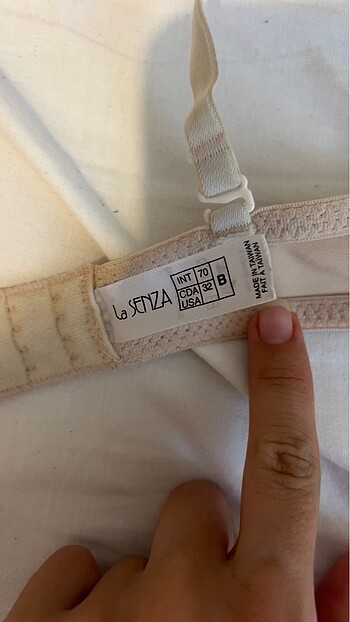 La SENZA
INT 70
CDA 32 B
USA
MADE IN TAIWAN
FAIT A TAIWAN